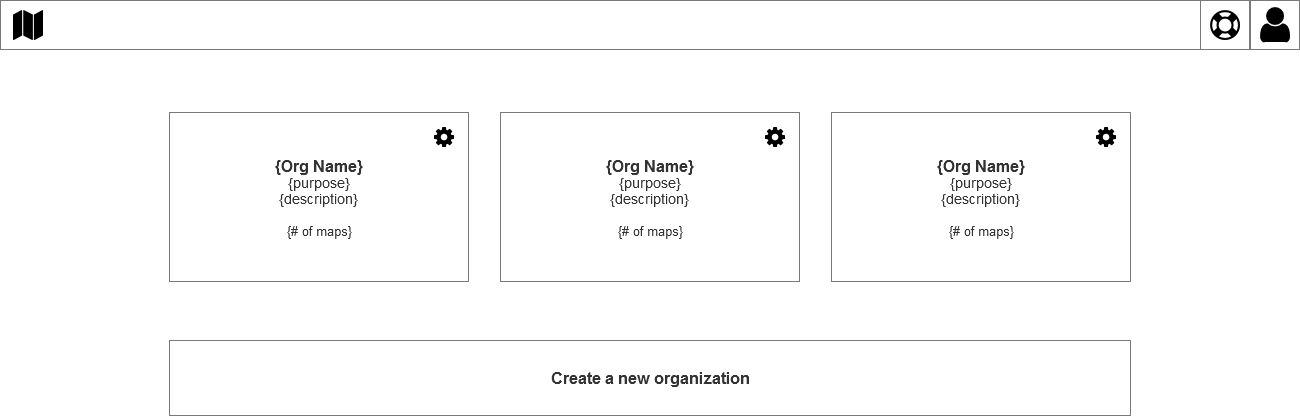 {Org Name}
{purpose}
{description}
{# of maps}
{Org Name}
{purpose}
{description}
{# of maps}
{Org Name}
{purpose}
{description}
{# of maps}
Create a new organization